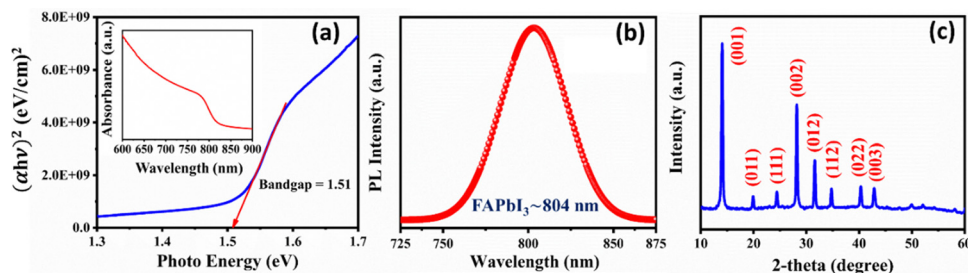 (a)
8.0E+09
6.0E+09
4.0E+09
2.0E+09
0.0
(αhν)² (eV/cm)²
1.3 1.4 1.5 1.6 1.7
Photo Energy (eV)
Bandgap = 1.51
Absorbance (a.u.)
600 650 700 750 800 850 900
Wavelength (nm)
(b)
PL Intensity (a.u.)
FAPbI₃~804 nm
725 750 800 850 875
Wavelength (nm)
(c)
Intensity (a.u.)
(001)
(011)
(111)
(002)
(012)
(112)
(022)
(003)
10 20 30 40 50 60
2-theta (degree)